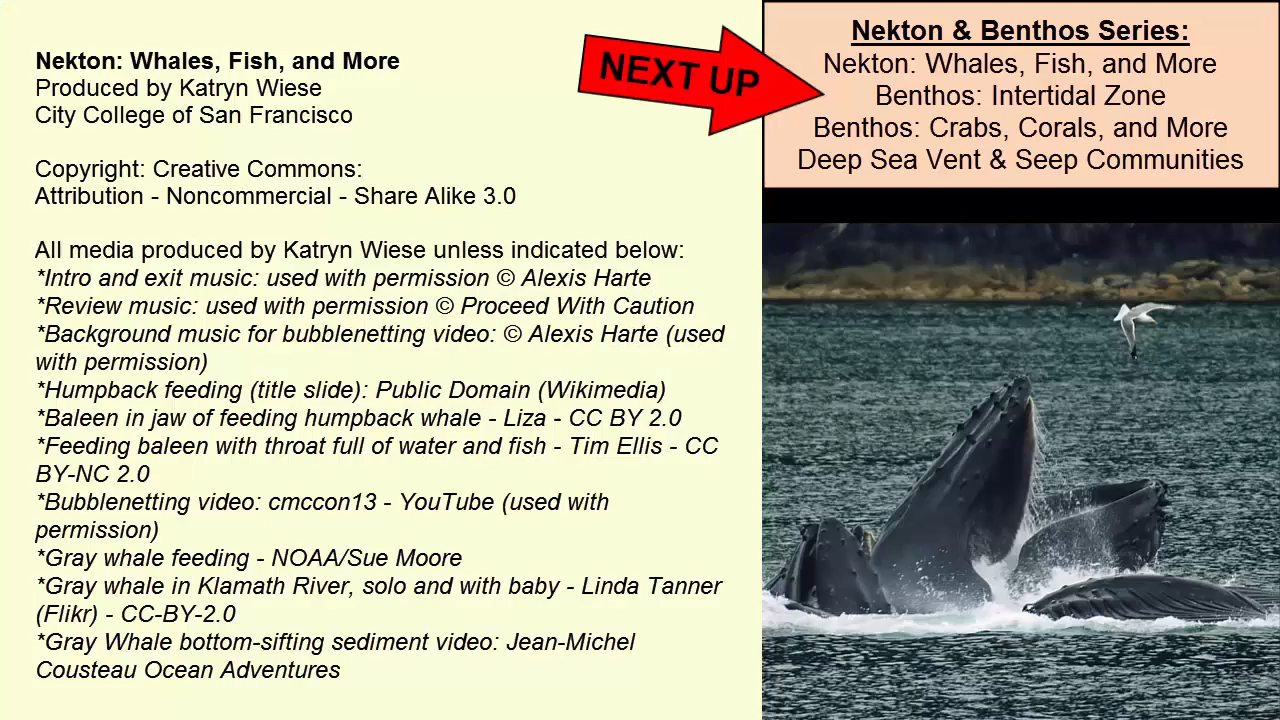 Nekton: Whales, Fish, and More
Produced by Katryn Wiese
City College of San Francisco
Copyright: Creative Commons:
Attribution - Noncommercial - Share Alike 3.0
All media produced by Katryn Wiese unless indicated below:
*Intro and exit music: used with permission © Alexis Harte
*Review music: used with permission © Proceed With Caution
*Background music for bubblenetting video: © Alexis Harte (used
with permission)
*Humpback feeding (title slide): Public Domain (Wikimedia)
*Baleen in jaw of feeding humpback whale - Liza - CC BY 2.0
*Feeding baleen with throat full of water and fish - Tim Ellis - CC
BY-NC 2.0
*Bubblenetting video: cmccon13 - YouTube (used with
permission)
*Gray whale feeding - NOAA/Sue Moore
*Gray whale in Klamath River, solo and with baby - Linda Tanner
(Flikr) - CC-BY-2.0
*Gray Whale bottom-sifting sediment video: Jean-Michel
Cousteau Ocean Adventures
NEXT UP
Nekton & Benthos Series:
Nekton: Whales, Fish, and More
Benthos: Intertidal Zone
Benthos: Crabs, Corals, and More
Deep Sea Vent & Seep Communities